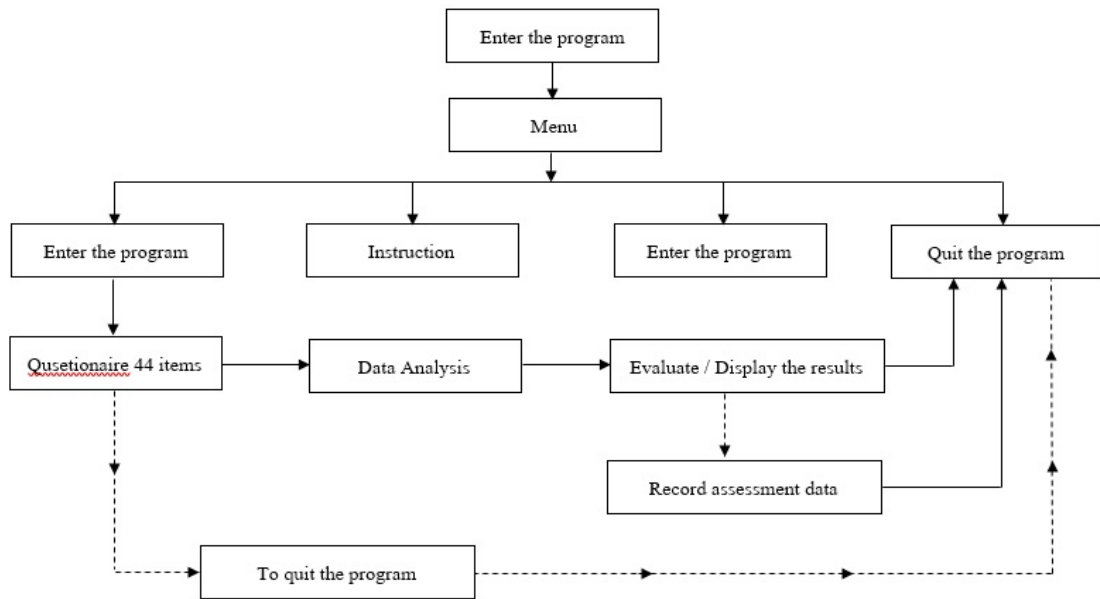 Enter the program
Menu
Enter the program
Instruction
Enter the program
Quit the program
Qusetionaire 44 items
Data Analysis
Evaluate / Display the results
Record assessment data
To quit the program